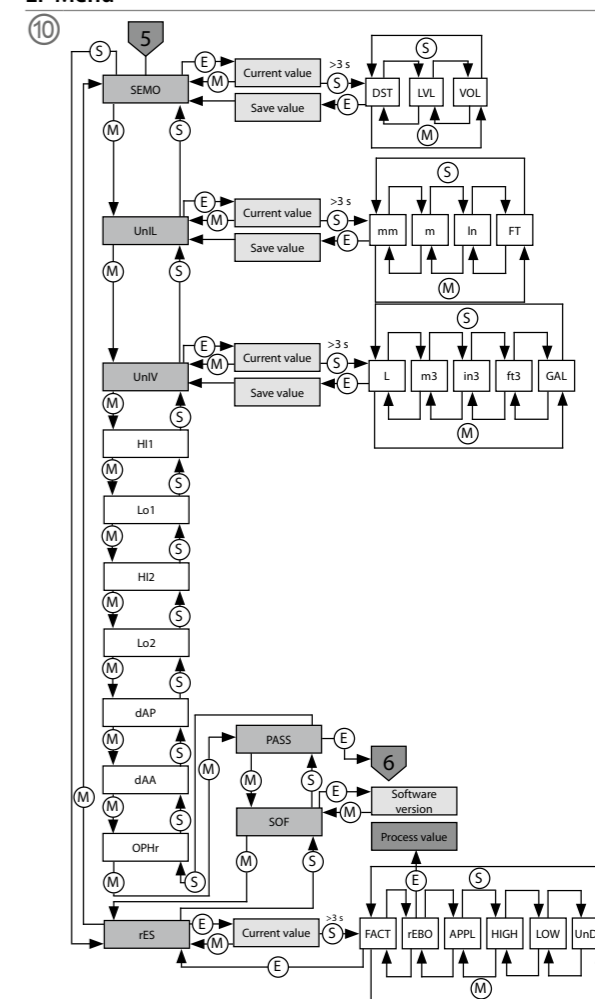 Menu
10
5
S
E
Current value
>3 s
S
SEMO
M
S
DST
LVL
VOL
Save value
E
M
M
S
S
E
Current value
>3 s
S
UnIL
M
S
mm
m
In
FT
Save value
E
M
S
M
S
E
Current value
>3 s
S
UnIV
M
L
m3
in3
ft3
GAL
Save value
E
M
S
M
HI1
M
S
Lo1
M
S
HI2
M
S
Lo2
M
S
dAP
PASS
E
6
M
S
M
M
S
dAA
E
Software
version
SOF
M
M
M
S
Process value
OPHr
M
S
M
S
E
S
rES
E
Current value
>3 s
S
M
FACT
rEBO
APPL
HIGH
LOW
UnD
E
M